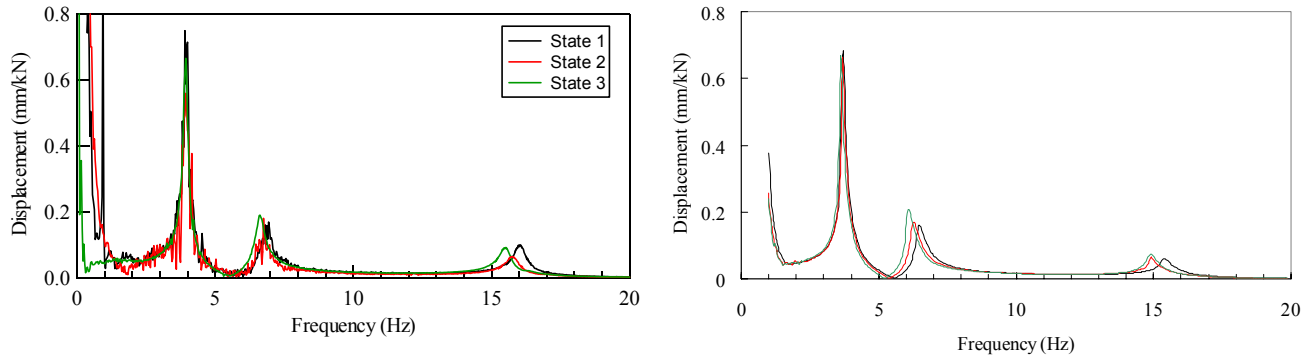 0.8
0.6
0.4
0.2
0.0
Displacement (mm/kN)
0 5 10 15 20
Frequency (Hz)
State 1
State 2
State 3
0.8
0.6
0.4
0.2
0
Displacement (mm/kN)
0 5 10 15 20
Frequency (Hz)